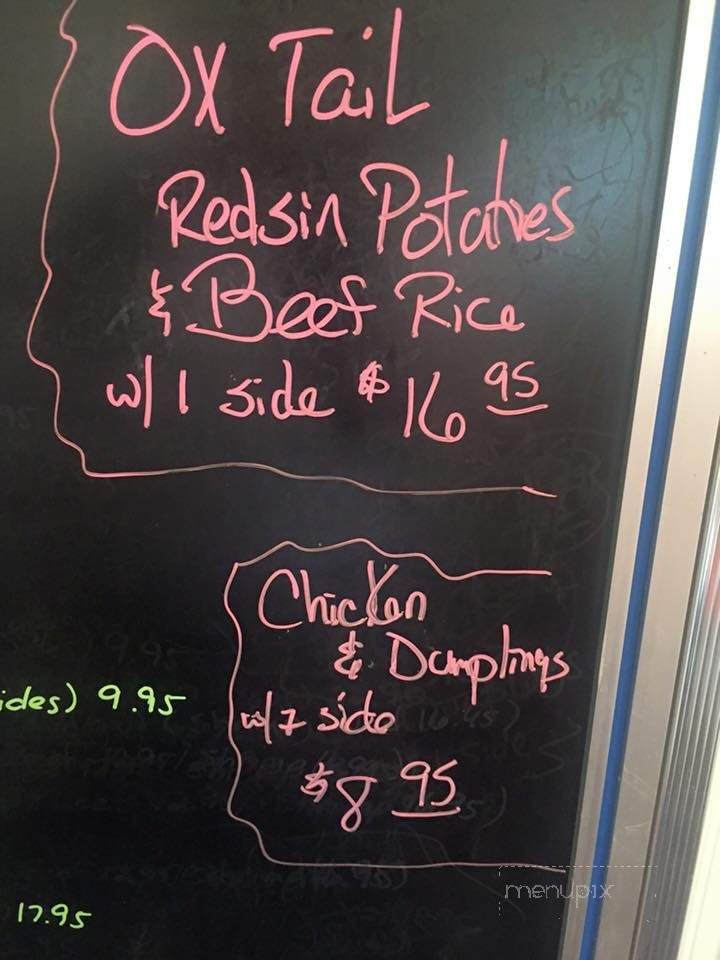 Ox Tail
Redsin Potatoes
& Beef Rice
w/ 1 side $16 95
Chicken
& Dumplings
ides) 9.95
w/ 1 side
$8 95
17.95
menupix